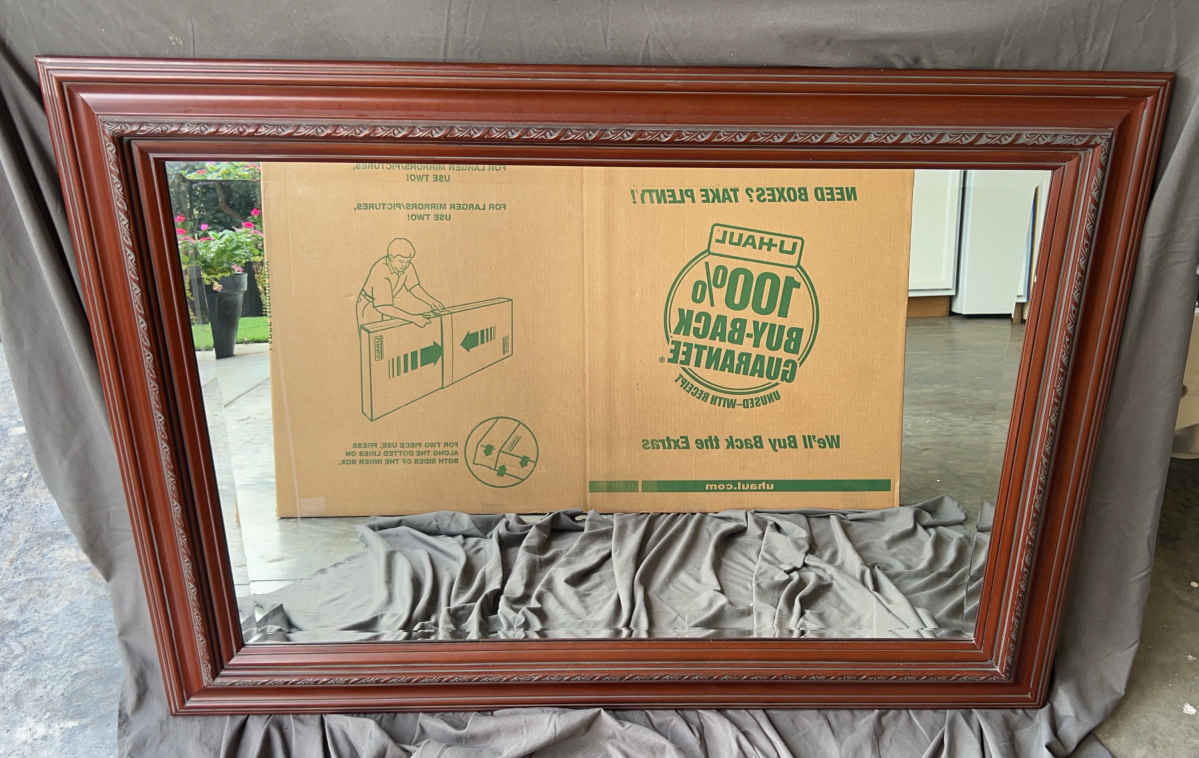 FOR LARGER MIRRORS/PICTURES,
USE TWO!
FOR LARGER MIRRORS/PICTURES,
USE TWO!
FOR TWO PIECE USE, PRESS
ALONG THE DOTTED LINES ON
BOTH SIDES OF THE INNER BOX.
NEED BOXES? TAKE PLENTY!
U-HAUL
100%
BUY-BACK
GUARANTEE®
UNUSED-WITH RECEIPT
We'll Buy Back the Extras
uhaul.com